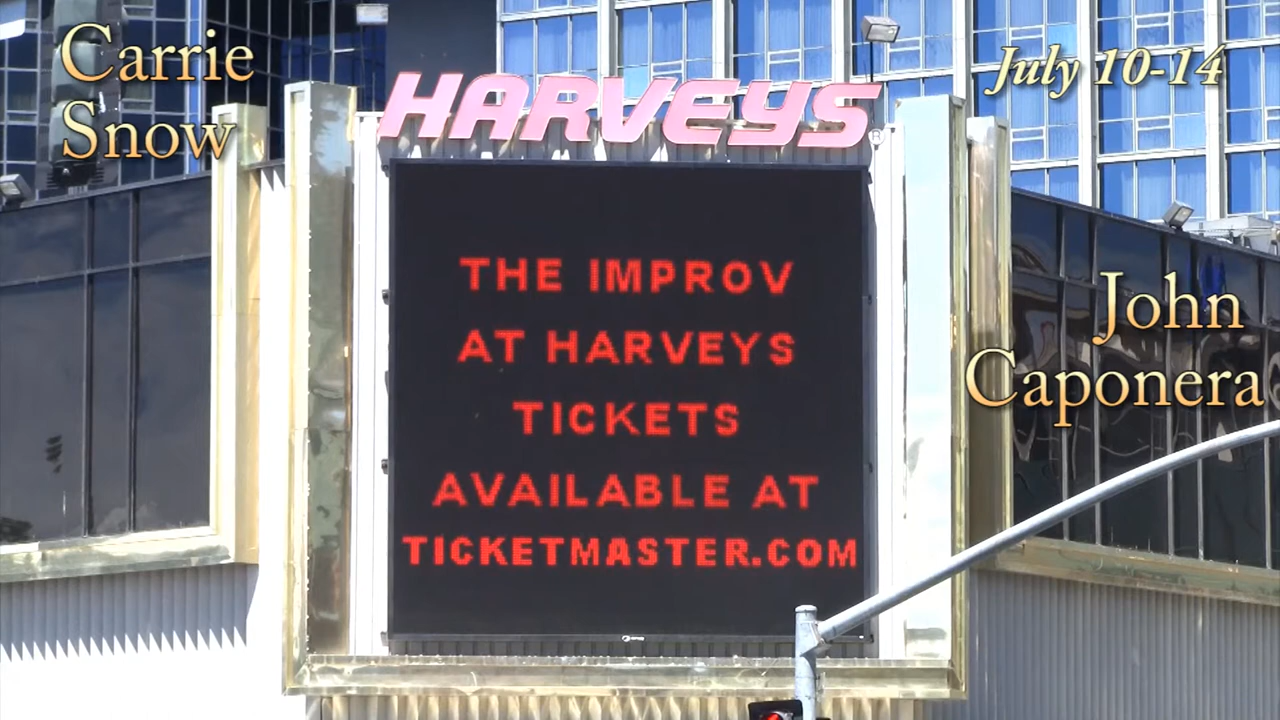 Carrie
Snow
July 10-14
HARVEYS®
THE IMPROV
AT HARVEYS
TICKETS
AVAILABLE AT
TICKETMASTER.COM
John
Caponera